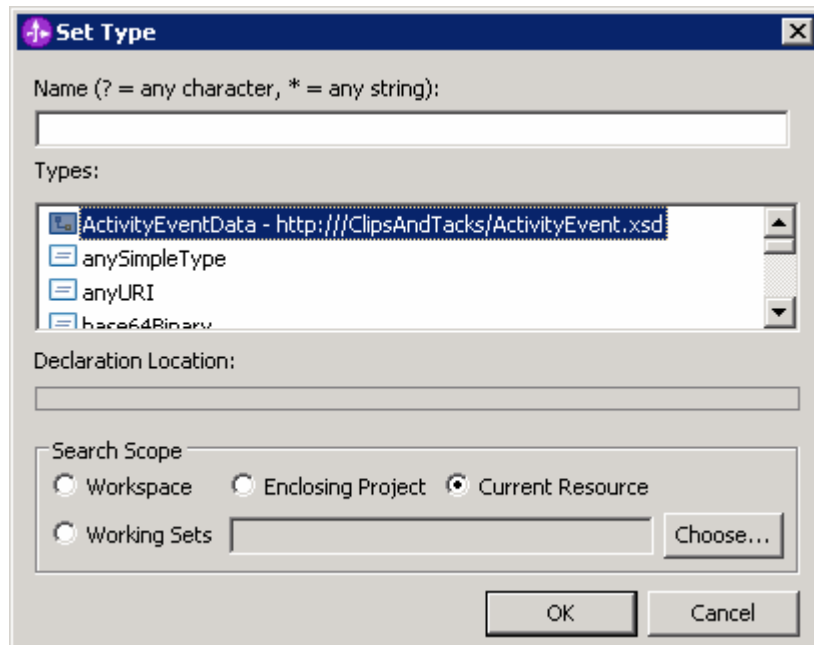 Set Type
Name (? = any character, * = any string):
Types:
ActivityEventData - http:///ClipsAndTacks/ActivityEvent.xsd
anySimpleType
anyURI
base64Binary
Declaration Location:
Search Scope
Workspace Enclosing Project Current Resource
Working Sets Choose...
OK Cancel